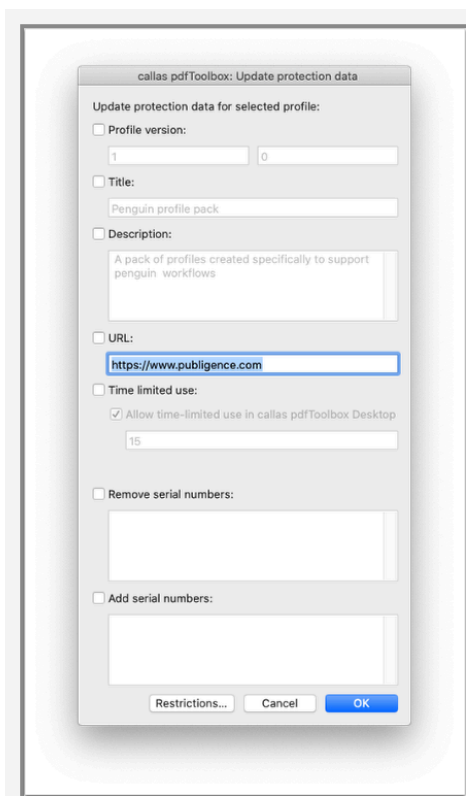 callas pdfToolbox: Update protection data
Update protection data for selected profile:
Profile version:
1 0
Title:
Penguin profile pack
Description:
A pack of profiles created specifically to support
penguin workflows
URL:
https://www.publigence.com
Time limited use:
Allow time-limited use in callas pdfToolbox Desktop
15
Remove serial numbers:
Add serial numbers:
Restrictions... Cancel OK